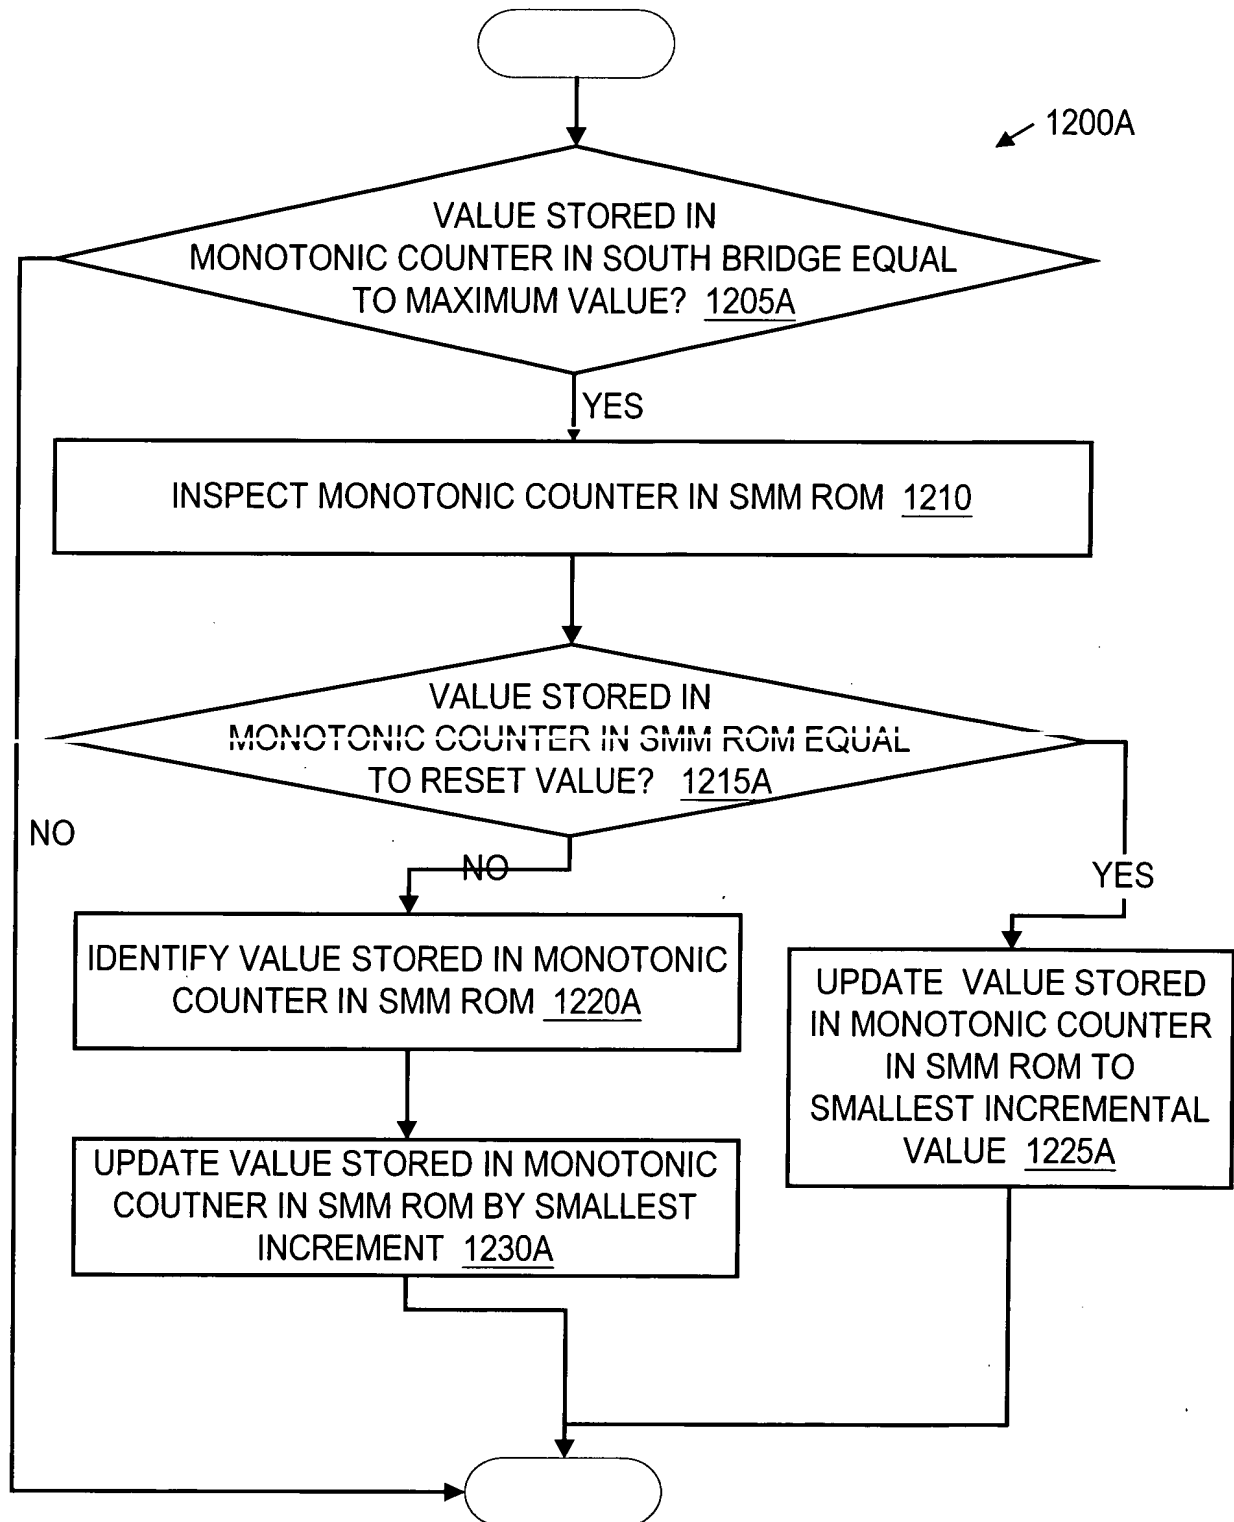 1200A
VALUE STORED IN
MONOTONIC COUNTER IN SOUTH BRIDGE EQUAL
TO MAXIMUM VALUE? 1205A
YES
INSPECT MONOTONIC COUNTER IN SMM ROM 1210
VALUE STORED IN
MONOTONIC COUNTER IN SMM ROM EQUAL
TO RESET VALUE? 1215A
NO
NO
YES
IDENTIFY VALUE STORED IN MONOTONIC
COUNTER IN SMM ROM 1220A
UPDATE VALUE STORED
IN MONOTONIC COUNTER
IN SMM ROM TO
SMALLEST INCREMENTAL
VALUE 1225A
UPDATE VALUE STORED IN MONOTONIC
COUTNER IN SMM ROM BY SMALLEST
INCREMENT 1230A